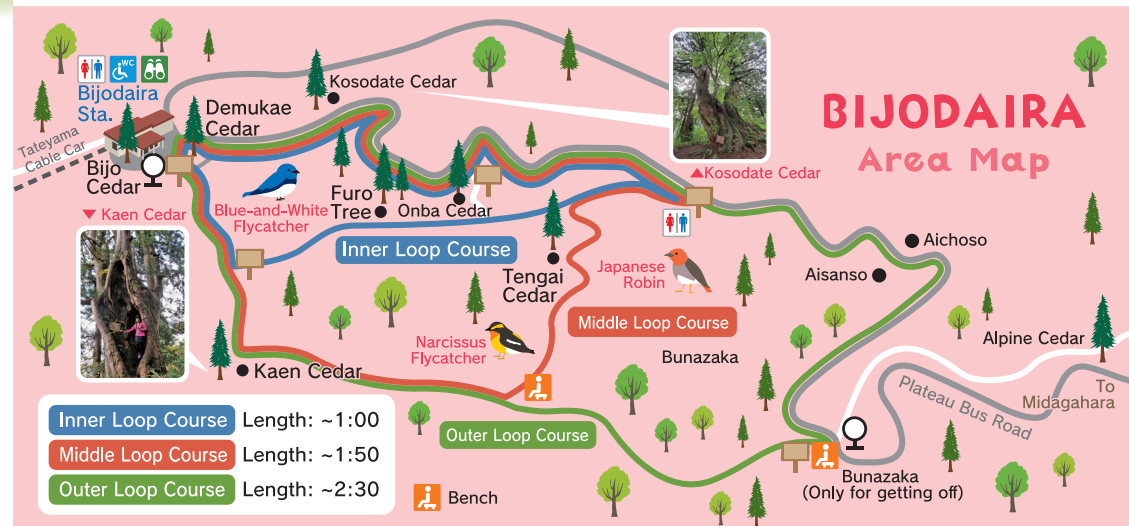 BIJODAIRA
Area Map
WC
Bijodaira
Sta.
Tateyama
Cable Car
Demukae
Cedar
Bijo
Cedar
Kosodate Cedar
▲Kosodate Cedar
▼ Kaen Cedar
Blue-and-White
Flycatcher
Furo
Tree
Onba Cedar
Inner Loop Course
Tengai
Cedar
Japanese
Robin
Aichoso
Aisanso
Middle Loop Course
Narcissus
Flycatcher
Bunazaka
Alpine Cedar
Kaen Cedar
Plateau Bus Road
To
Midagahara
Outer Loop Course
Bunazaka
(Only for getting off)
Inner Loop Course Length: ~1:00
Middle Loop Course Length: ~1:50
Outer Loop Course Length: ~2:30
Bench